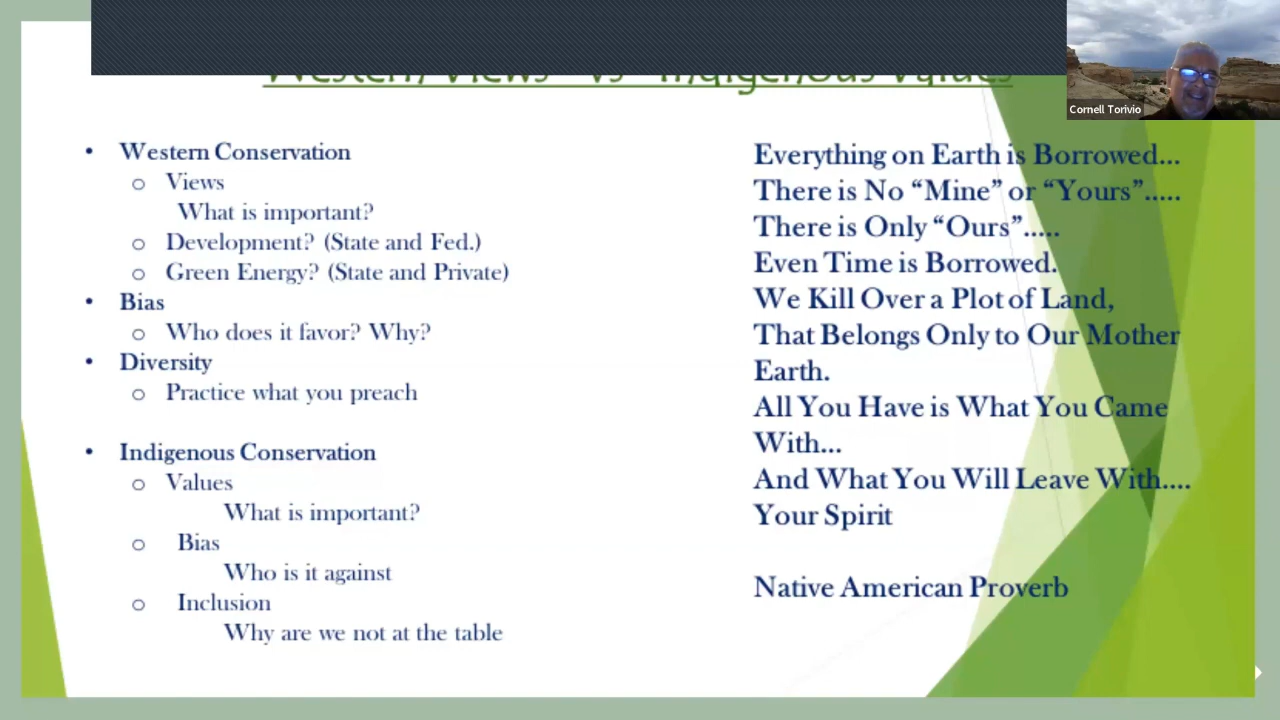 Western Views vs Indigenous Values
Cornell Torivio
• Western Conservation
o Views
What is important?
o Development? (State and Fed.)
o Green Energy? (State and Private)
• Bias
o Who does it favor? Why?
• Diversity
o Practice what you preach
• Indigenous Conservation
o Values
What is important?
o Bias
Who is it against
o Inclusion
Why are we not at the table
Everything on Earth is Borrowed...
There is No “Mine” or “Yours”.....
There is Only “Ours”.....
Even Time is Borrowed.
We Kill Over a Plot of Land,
That Belongs Only to Our Mother
Earth.
All You Have is What You Came
With...
And What You Will Leave With....
Your Spirit
Native American Proverb